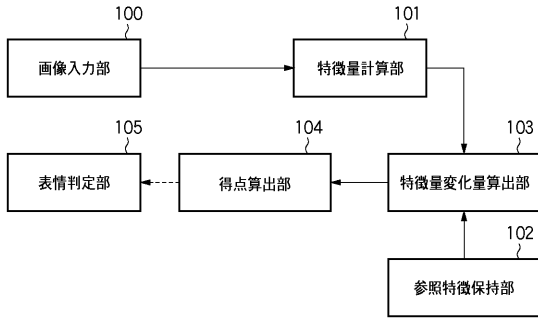 100
画像入力部
101
特徴量計算部
105
表情判定部
104
得点算出部
103
特徴量変化量算出部
102
参照特徴保持部